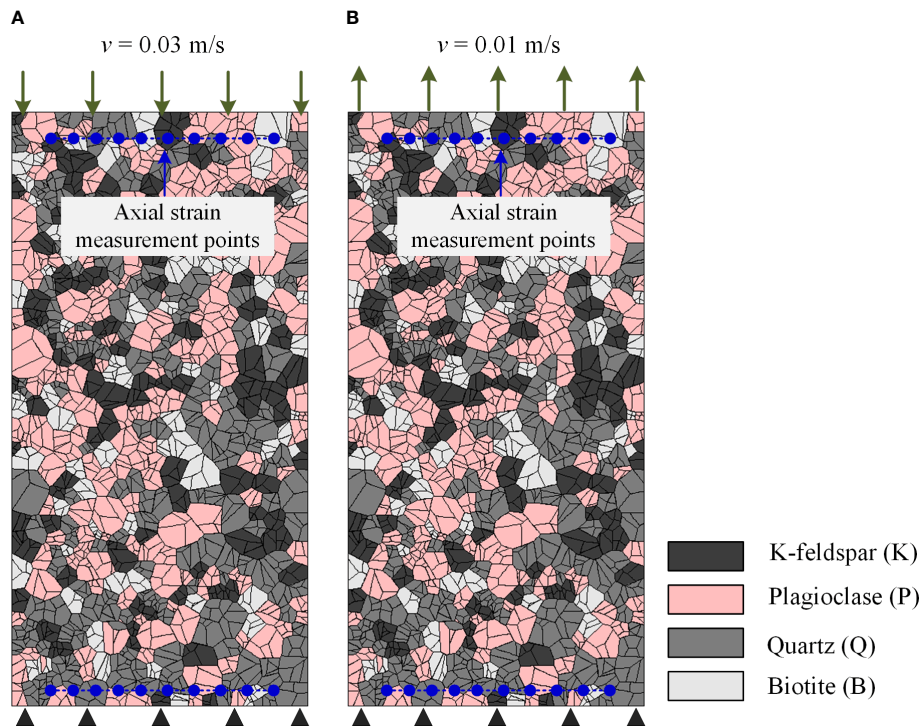 A
B
v = 0.03 m/s
v = 0.01 m/s
Axial strain
measurement points
Axial strain
measurement points
K-feldspar (K)
Plagioclase (P)
Quartz (Q)
Biotite (B)